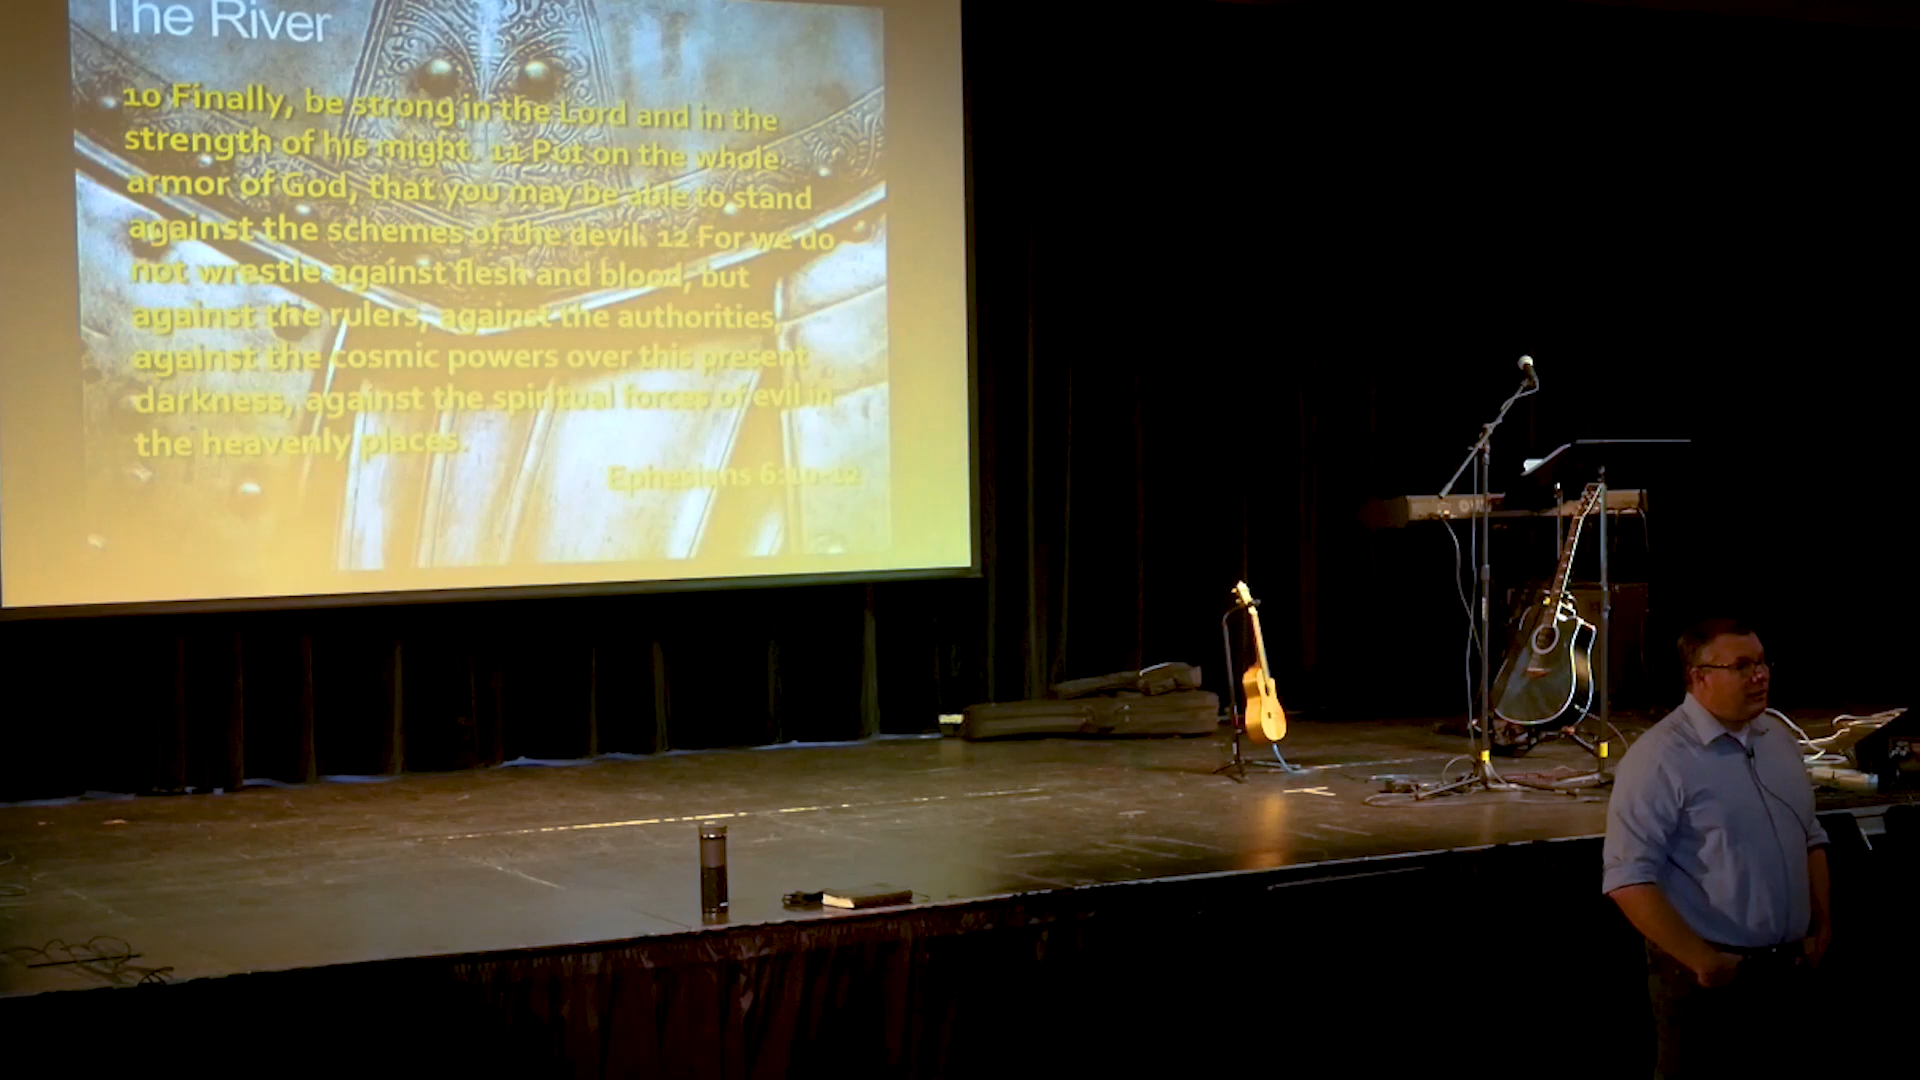 The River
10 Finally, be strong in the Lord and in the
strength of his might. 11 Put on the whole
armor of God, that you may be able to stand
against the schemes of the devil. 12 For we do
not wrestle against flesh and blood, but
against the rulers, against the authorities,
against the cosmic powers over this present
darkness, against the spiritual forces of evil in
the heavenly places.
Ephesians 6:10-12